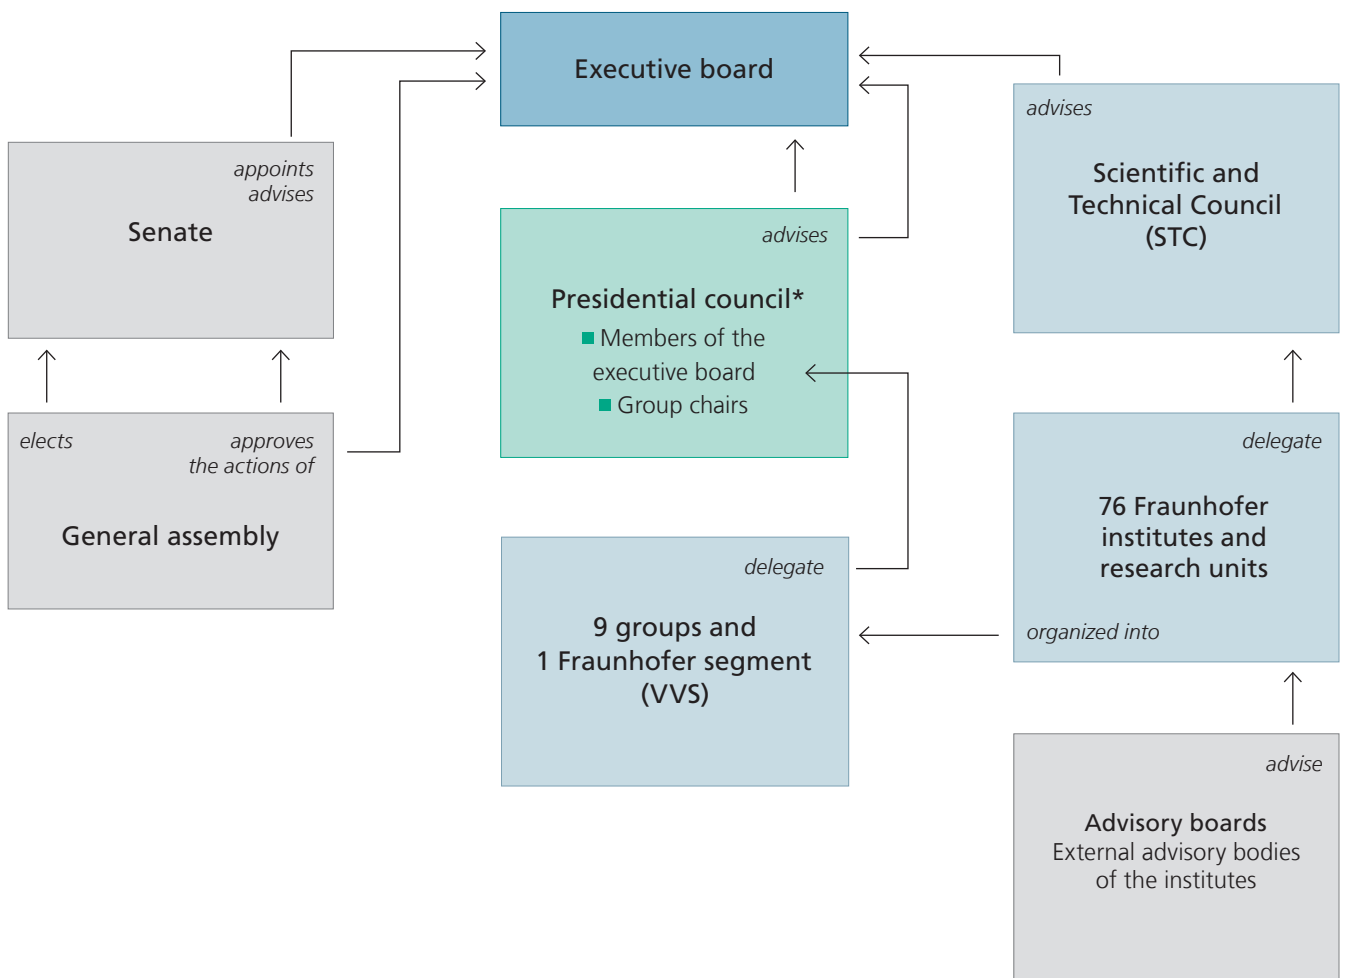 Executive board
appoints
advises
Senate
elects
approves
the actions of
General assembly
advises
Presidential council*
■ Members of the
executive board
■ Group chairs
delegate
9 groups and
1 Fraunhofer segment
(VVS)
advises
Scientific and
Technical Council
(STC)
delegate
76 Fraunhofer
institutes and
research units
organized into
advise
Advisory boards
External advisory bodies
of the institutes